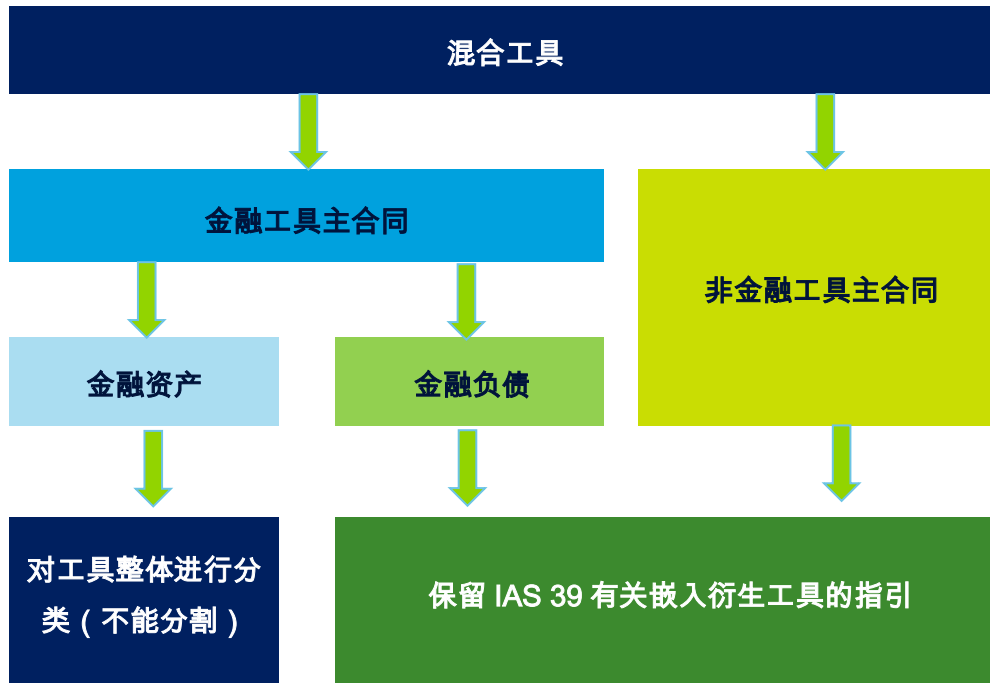 混合工具
金融工具主合同
非金融工具主合同
金融资产
金融负债
对工具整体进行分
类（不能分割）
保留 IAS 39 有关嵌入衍生工具的指引